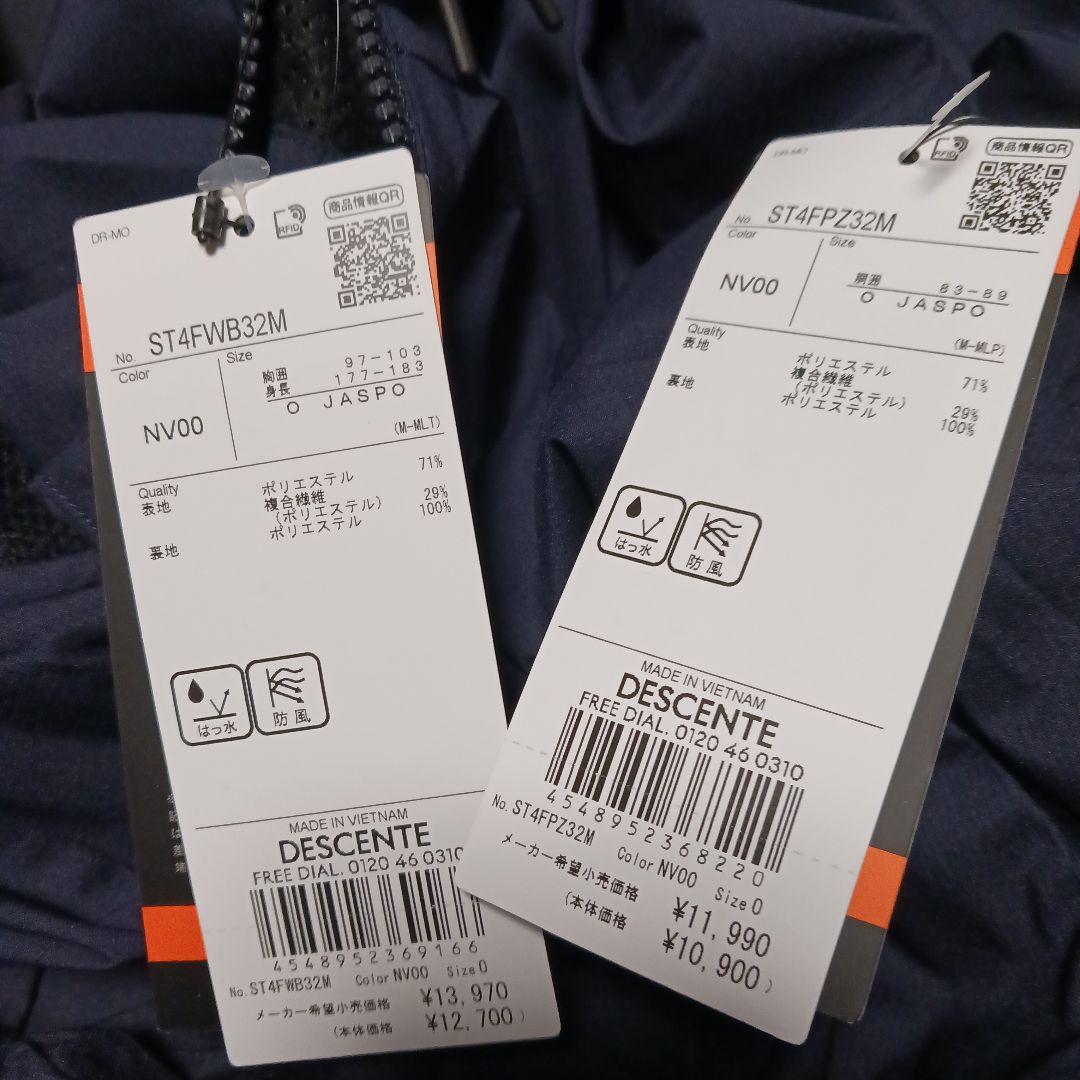 DR-MO
RFID
商品情報QR
No. ST4FWB32M
Color
Size
NV00
胸囲 97-103
身長 177-183
O JASPO
(M-MLT)
Quality
表地 ポリエステル 71%
複合繊維 29%
(ポリエステル)
裏地 ポリエステル 100%
はっ水
防風
MADE IN VIETNAM
DESCENTE
FREE DIAL. 0120 46 0310
4548952369166
No. ST4FWB32M Color NV00 Size O
メーカー希望小売価格 ¥13,970
(本体価格 ¥12,700)
DR-MO
RFID
商品情報QR
No. ST4FPZ32M
Color
Size
NV00
胴囲 83-89
O JASPO
(M-MLP)
Quality
表地 ポリエステル 71%
複合繊維 29%
(ポリエステル)
裏地 ポリエステル 100%
はっ水
防風
MADE IN VIETNAM
DESCENTE
FREE DIAL. 0120 46 0310
4548952368220
No. ST4FPZ32M Color NV00 Size O
メーカー希望小売価格 ¥11,990
(本体価格 ¥10,900)